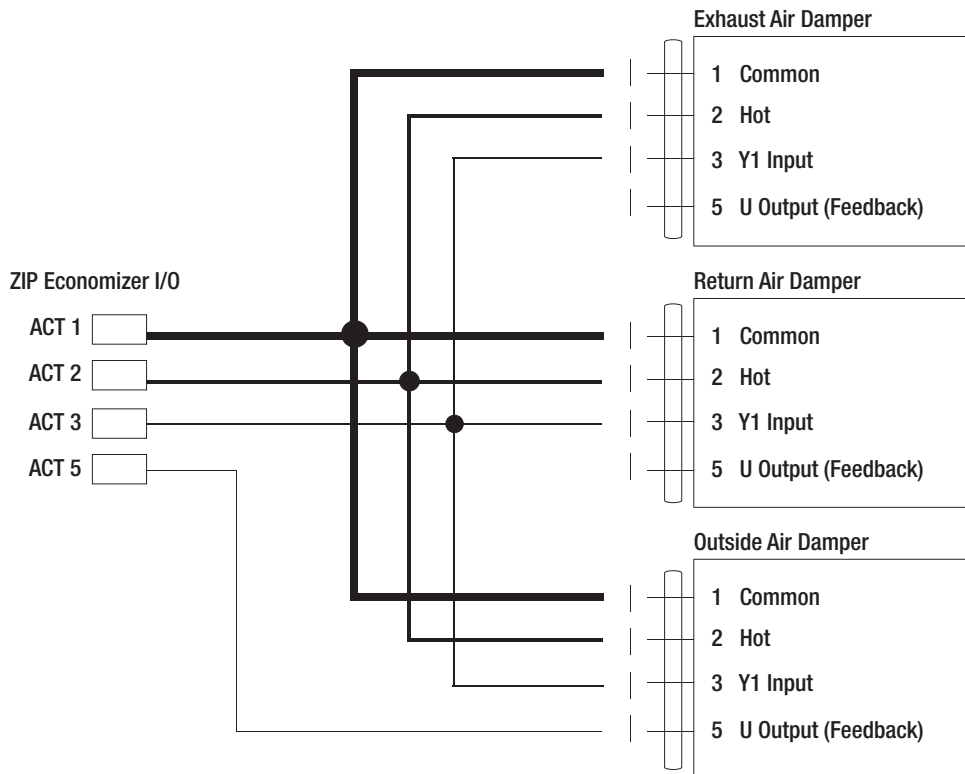 Exhaust Air Damper
1 Common
2 Hot
3 Y1 Input
5 U Output (Feedback)
ZIP Economizer I/O
ACT 1
ACT 2
ACT 3
ACT 5
Return Air Damper
1 Common
2 Hot
3 Y1 Input
5 U Output (Feedback)
Outside Air Damper
1 Common
2 Hot
3 Y1 Input
5 U Output (Feedback)